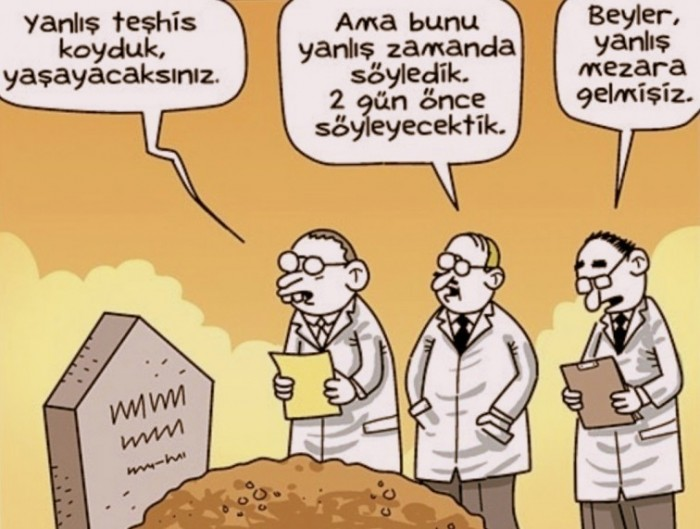 Yanlış teşhis
koyduk,
yaşayacaksınız.
Ama bunu
yanlış zamanda
söyledik.
2 gün önce
söyleyecektik.
Beyler,
yanlış
mezara
gelmişiz.